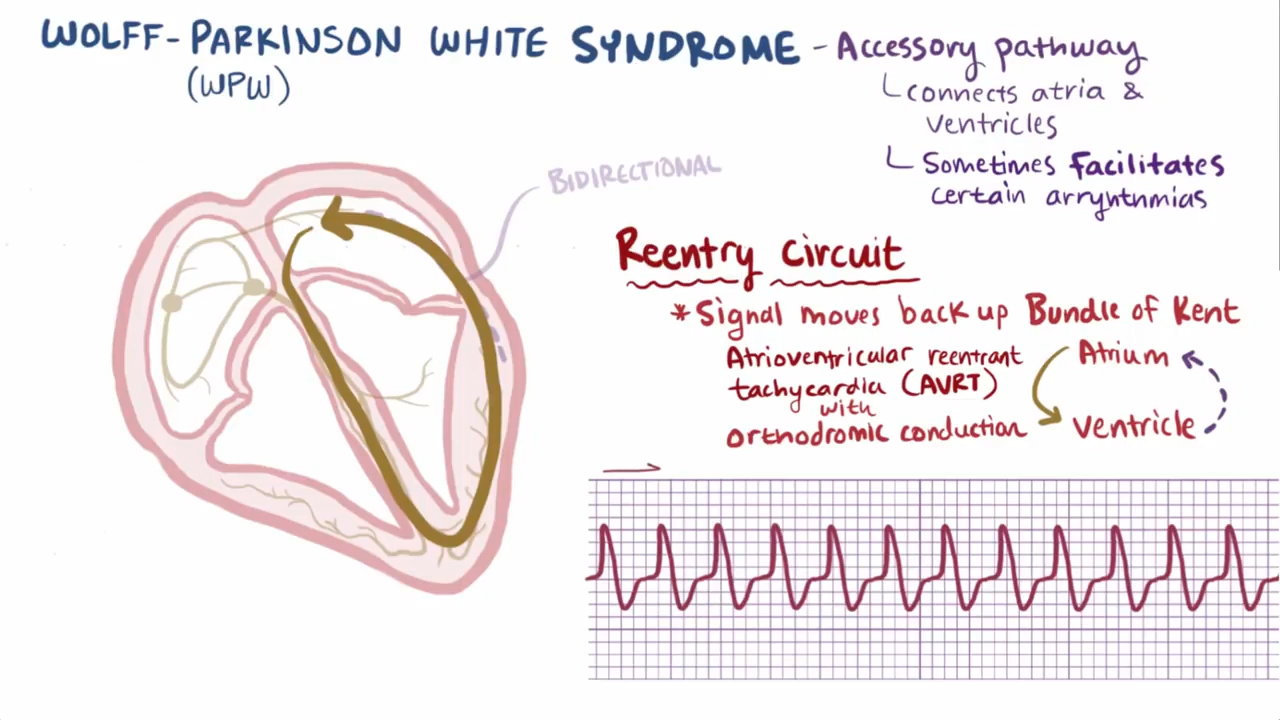 WOLFF-PARKINSON WHITE SYNDROME - Accessory pathway
(WPW)
connects atria &
ventricles
Sometimes facilitates
certain arryhthmias
BIDIRECTIONAL
Reentry Circuit
*Signal moves back up Bundle of Kent
Atrioventricular reentrant
tachycardia (AVRT)
with
orthodromic conduction
Atrium
Ventricle